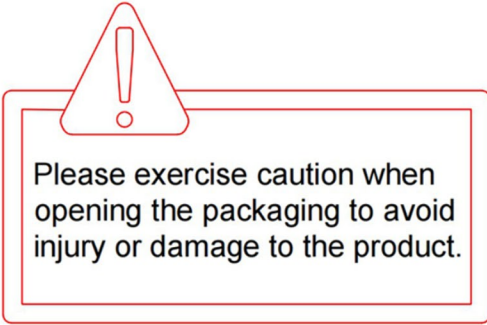 Please exercise caution when
opening the packaging to avoid
injury or damage to the product.